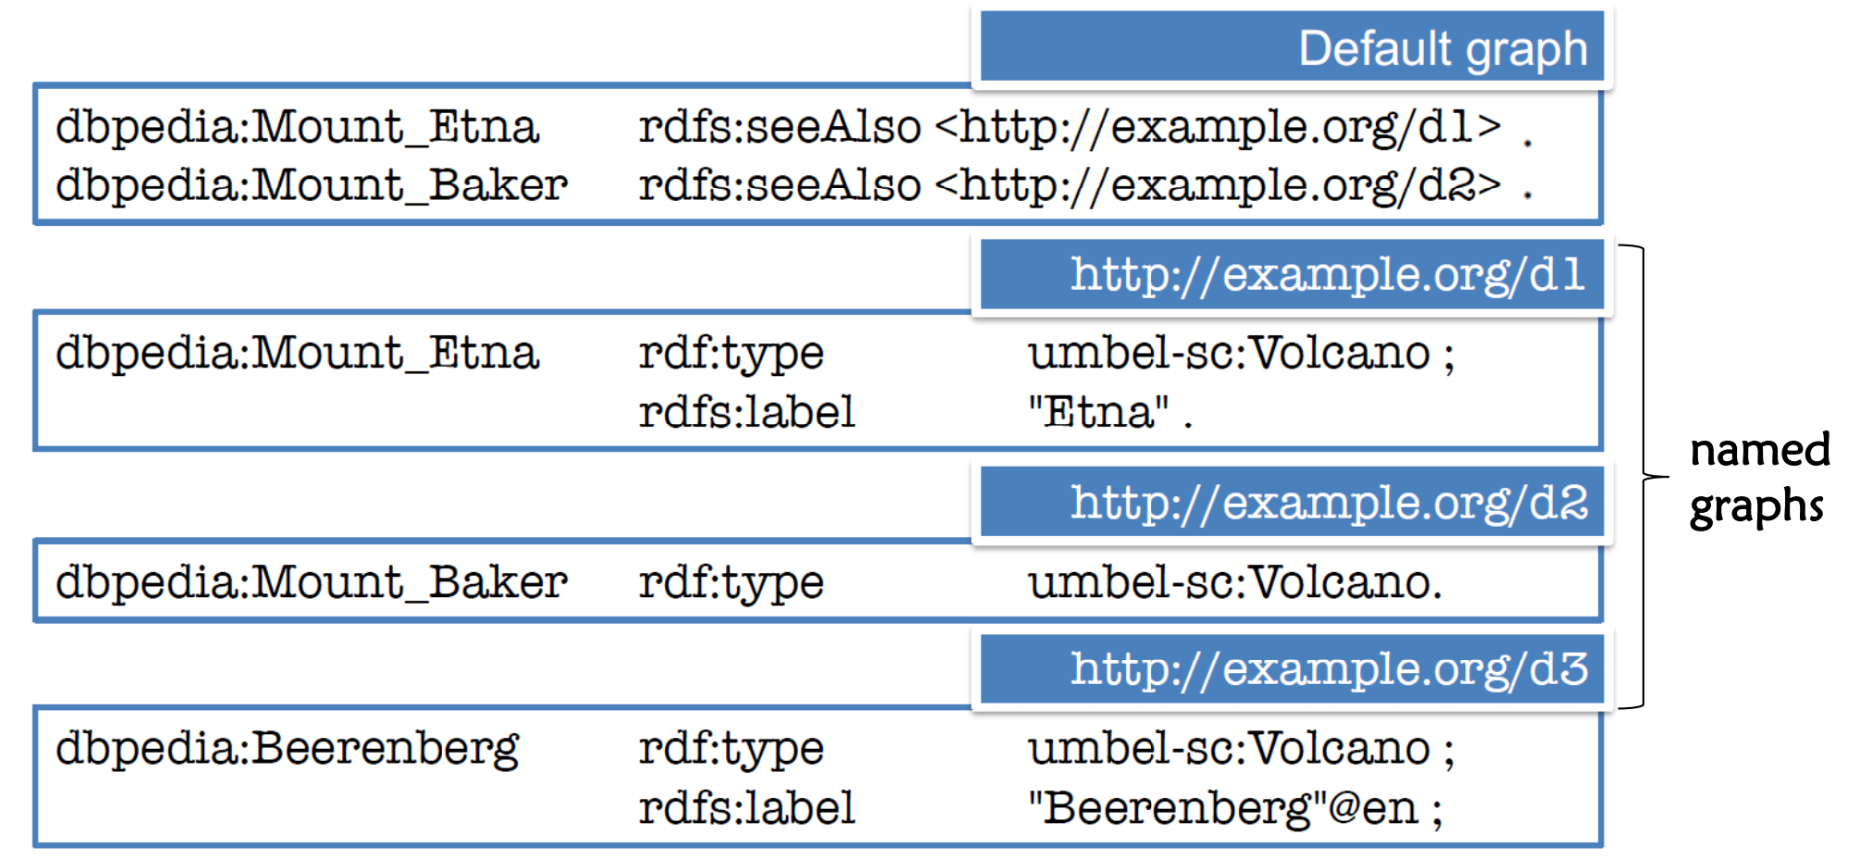 Default graph
dbpedia:Mount_Etna rdfs:seeAlso <http://example.org/d1> .
dbpedia:Mount_Baker rdfs:seeAlso <http://example.org/d2> .
http://example.org/d1
dbpedia:Mount_Etna rdf:type umbel-sc:Volcano ;
rdfs:label "Etna" .
named
graphs
http://example.org/d2
dbpedia:Mount_Baker rdf:type umbel-sc:Volcano.
http://example.org/d3
dbpedia:Beerenberg rdf:type umbel-sc:Volcano ;
rdfs:label "Beerenberg"@en ;